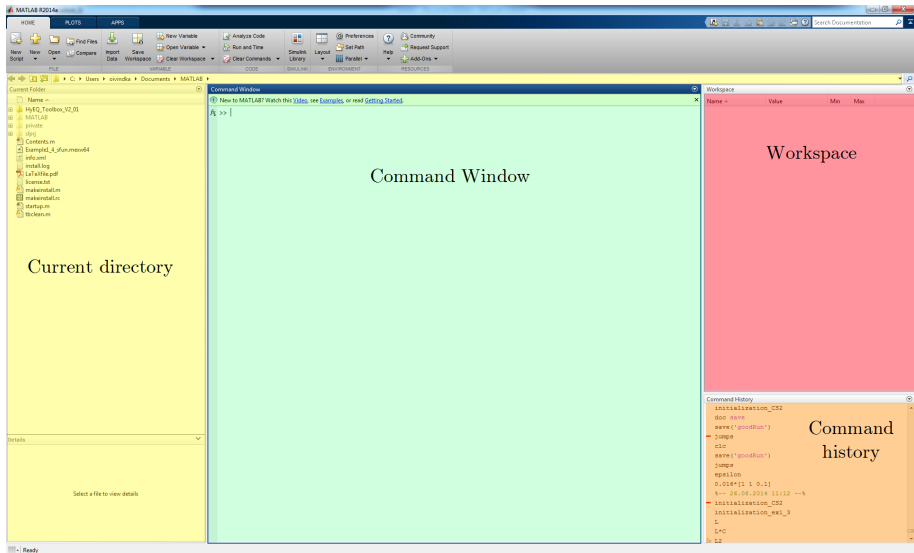 MATLAB R2014a
HOME PLOTS APPS
Search Documentation
New Script
New
Open
Find Files
Compare
Import Data
Save Workspace
New Variable
Open Variable
Clear Workspace
Analyze Code
Run and Time
Clear Commands
Simulink Library
Layout
Preferences
Set Path
Parallel
Help
Community
Request Support
Add-Ons
FILE VARIABLE CODE SIMULINK ENVIRONMENT RESOURCES
C: Users oivindka Documents MATLAB
Current Folder
Name
HyEQ_Toolbox_V2_01
MATLAB
private
slprj
Contents.m
Example1_4_sfun.mexw64
info.xml
install.log
LaTeXfile.pdf
license.txt
makeinstall.m
makeinstall.rc
startup.m
tbclean.m
Current directory
Details
Select a file to view details
Command Window
New to MATLAB? Watch this Video, see Examples, or read Getting Started.
fx >>
Command Window
Workspace
Name Value Min Max
Workspace
Command History
initialization_CS2
doc save
save('goodRun')
jumps
clc
save('goodRun')
jumps
epsilon
0.016*[1 1 0.1]
%-- 26.08.2014 11:12 --%
initialization_CS2
initialization_ex1_3
L
L*C
L2
Command
history
Ready